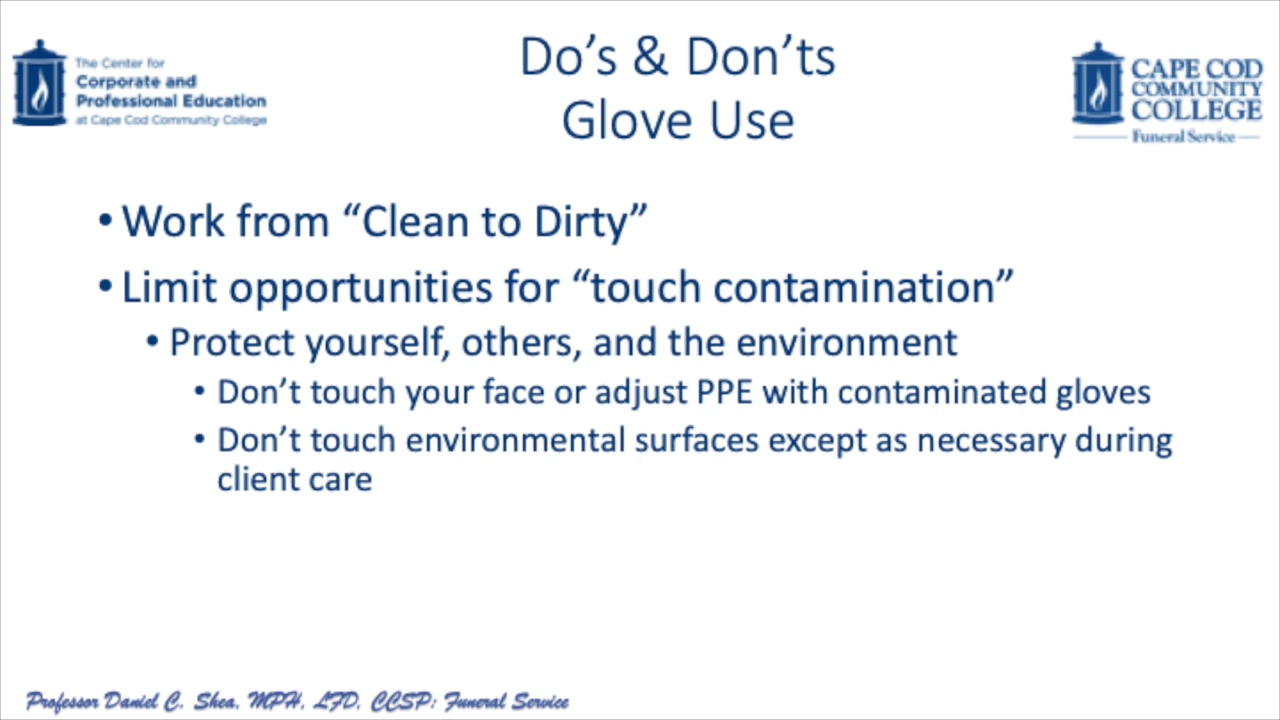 The Center for
Corporate and
Professional Education
at Cape Cod Community College
Do’s & Don’ts
Glove Use
CAPE COD
COMMUNITY
COLLEGE
Funeral Service
• Work from “Clean to Dirty”
• Limit opportunities for “touch contamination”
• Protect yourself, others, and the environment
• Don’t touch your face or adjust PPE with contaminated gloves
• Don’t touch environmental surfaces except as necessary during
client care
Professor Daniel C. Shea, MPH, LFD, CCSP: Funeral Service